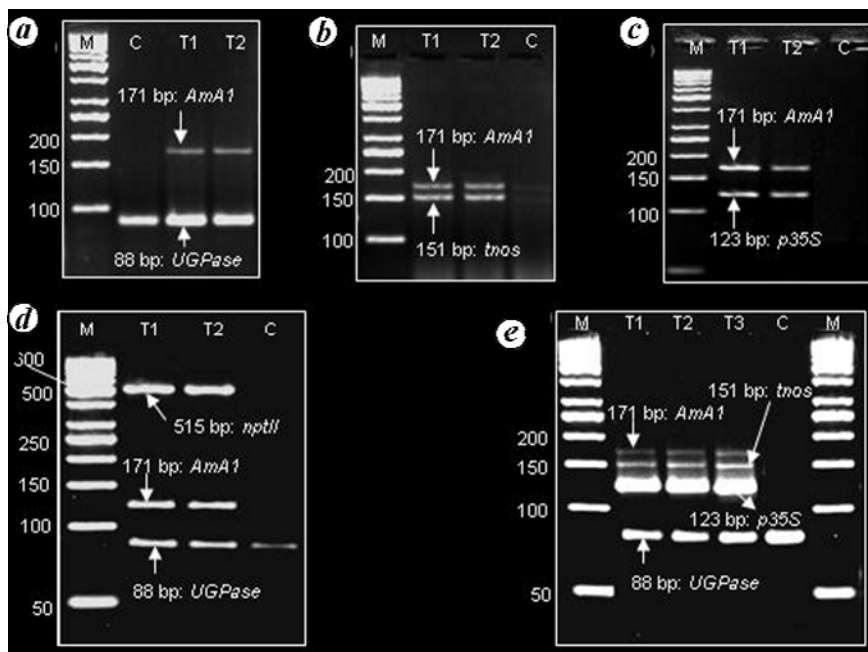 a
M C T1 T2
171 bp: AmA1
200
150
100
88 bp: UGPase
b
M T1 T2 C
171 bp: AmA1
200
150
100
151 bp: tnos
c
M T1 T2 C
171 bp: AmA1
200
150
100
123 bp: p35S
d
M T1 T2 C
500
515 bp: nptII
250
171 bp: AmA1
150
100
88 bp: UGPase
50
e
M T1 T2 T3 C M
151 bp: tnos
171 bp: AmA1
200
150
100
123 bp: p35S
88 bp: UGPase
50